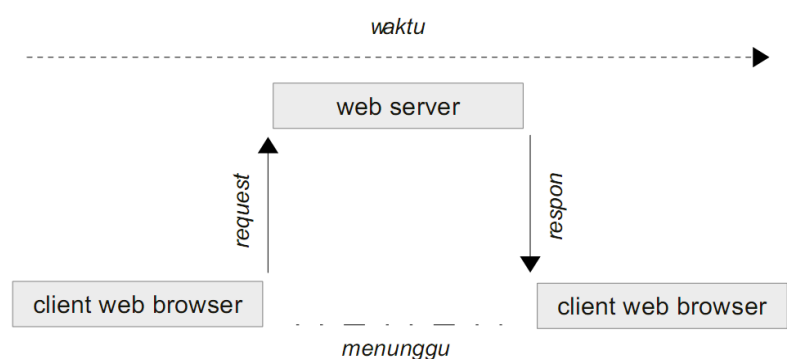 waktu
web server
request
respon
client web browser
client web browser
menunggu